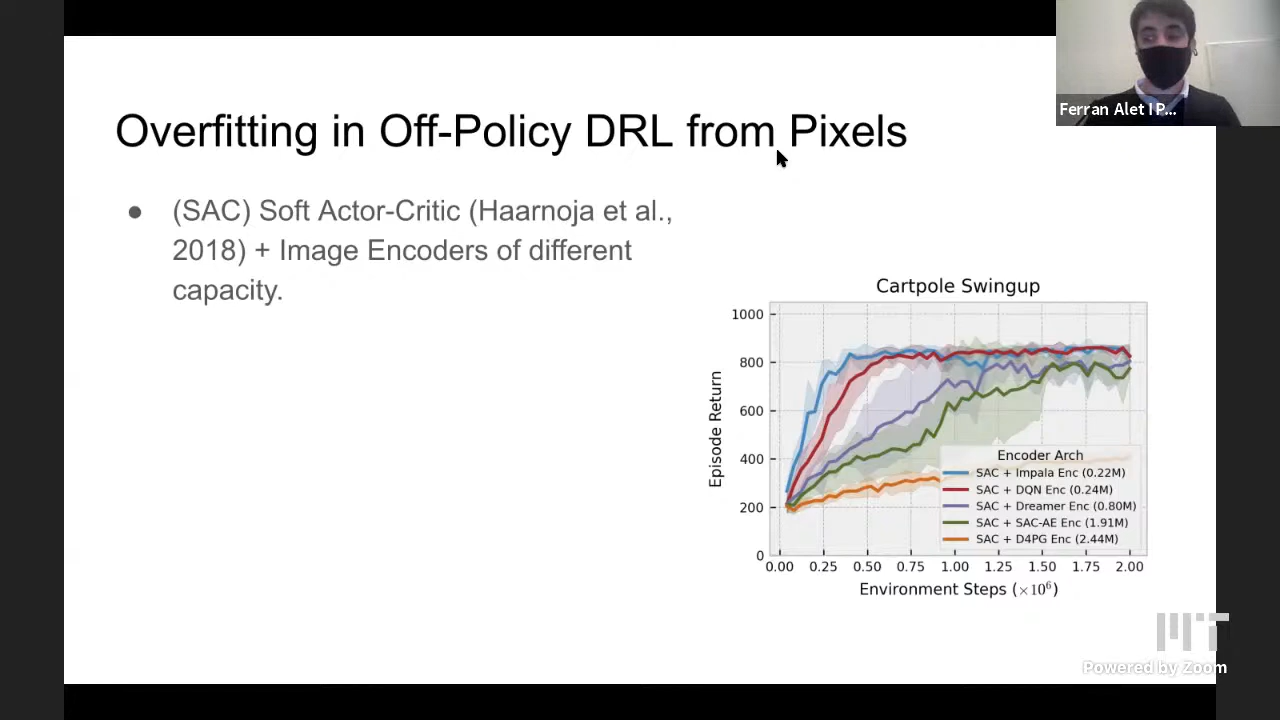 Ferran Alet I P...
Overfitting in Off-Policy DRL from Pixels
● (SAC) Soft Actor-Critic (Haarnoja et al.,
2018) + Image Encoders of different
capacity.
Cartpole Swingup
1000
800
600
400
200
0
Episode Return
Encoder Arch
SAC + Impala Enc (0.22M)
SAC + DQN Enc (0.24M)
SAC + Dreamer Enc (0.80M)
SAC + SAC-AE Enc (1.91M)
SAC + D4PG Enc (2.44M)
0.00 0.25 0.50 0.75 1.00 1.25 1.50 1.75 2.00
Environment Steps (×10⁶)
MIT
Powered by Zoom